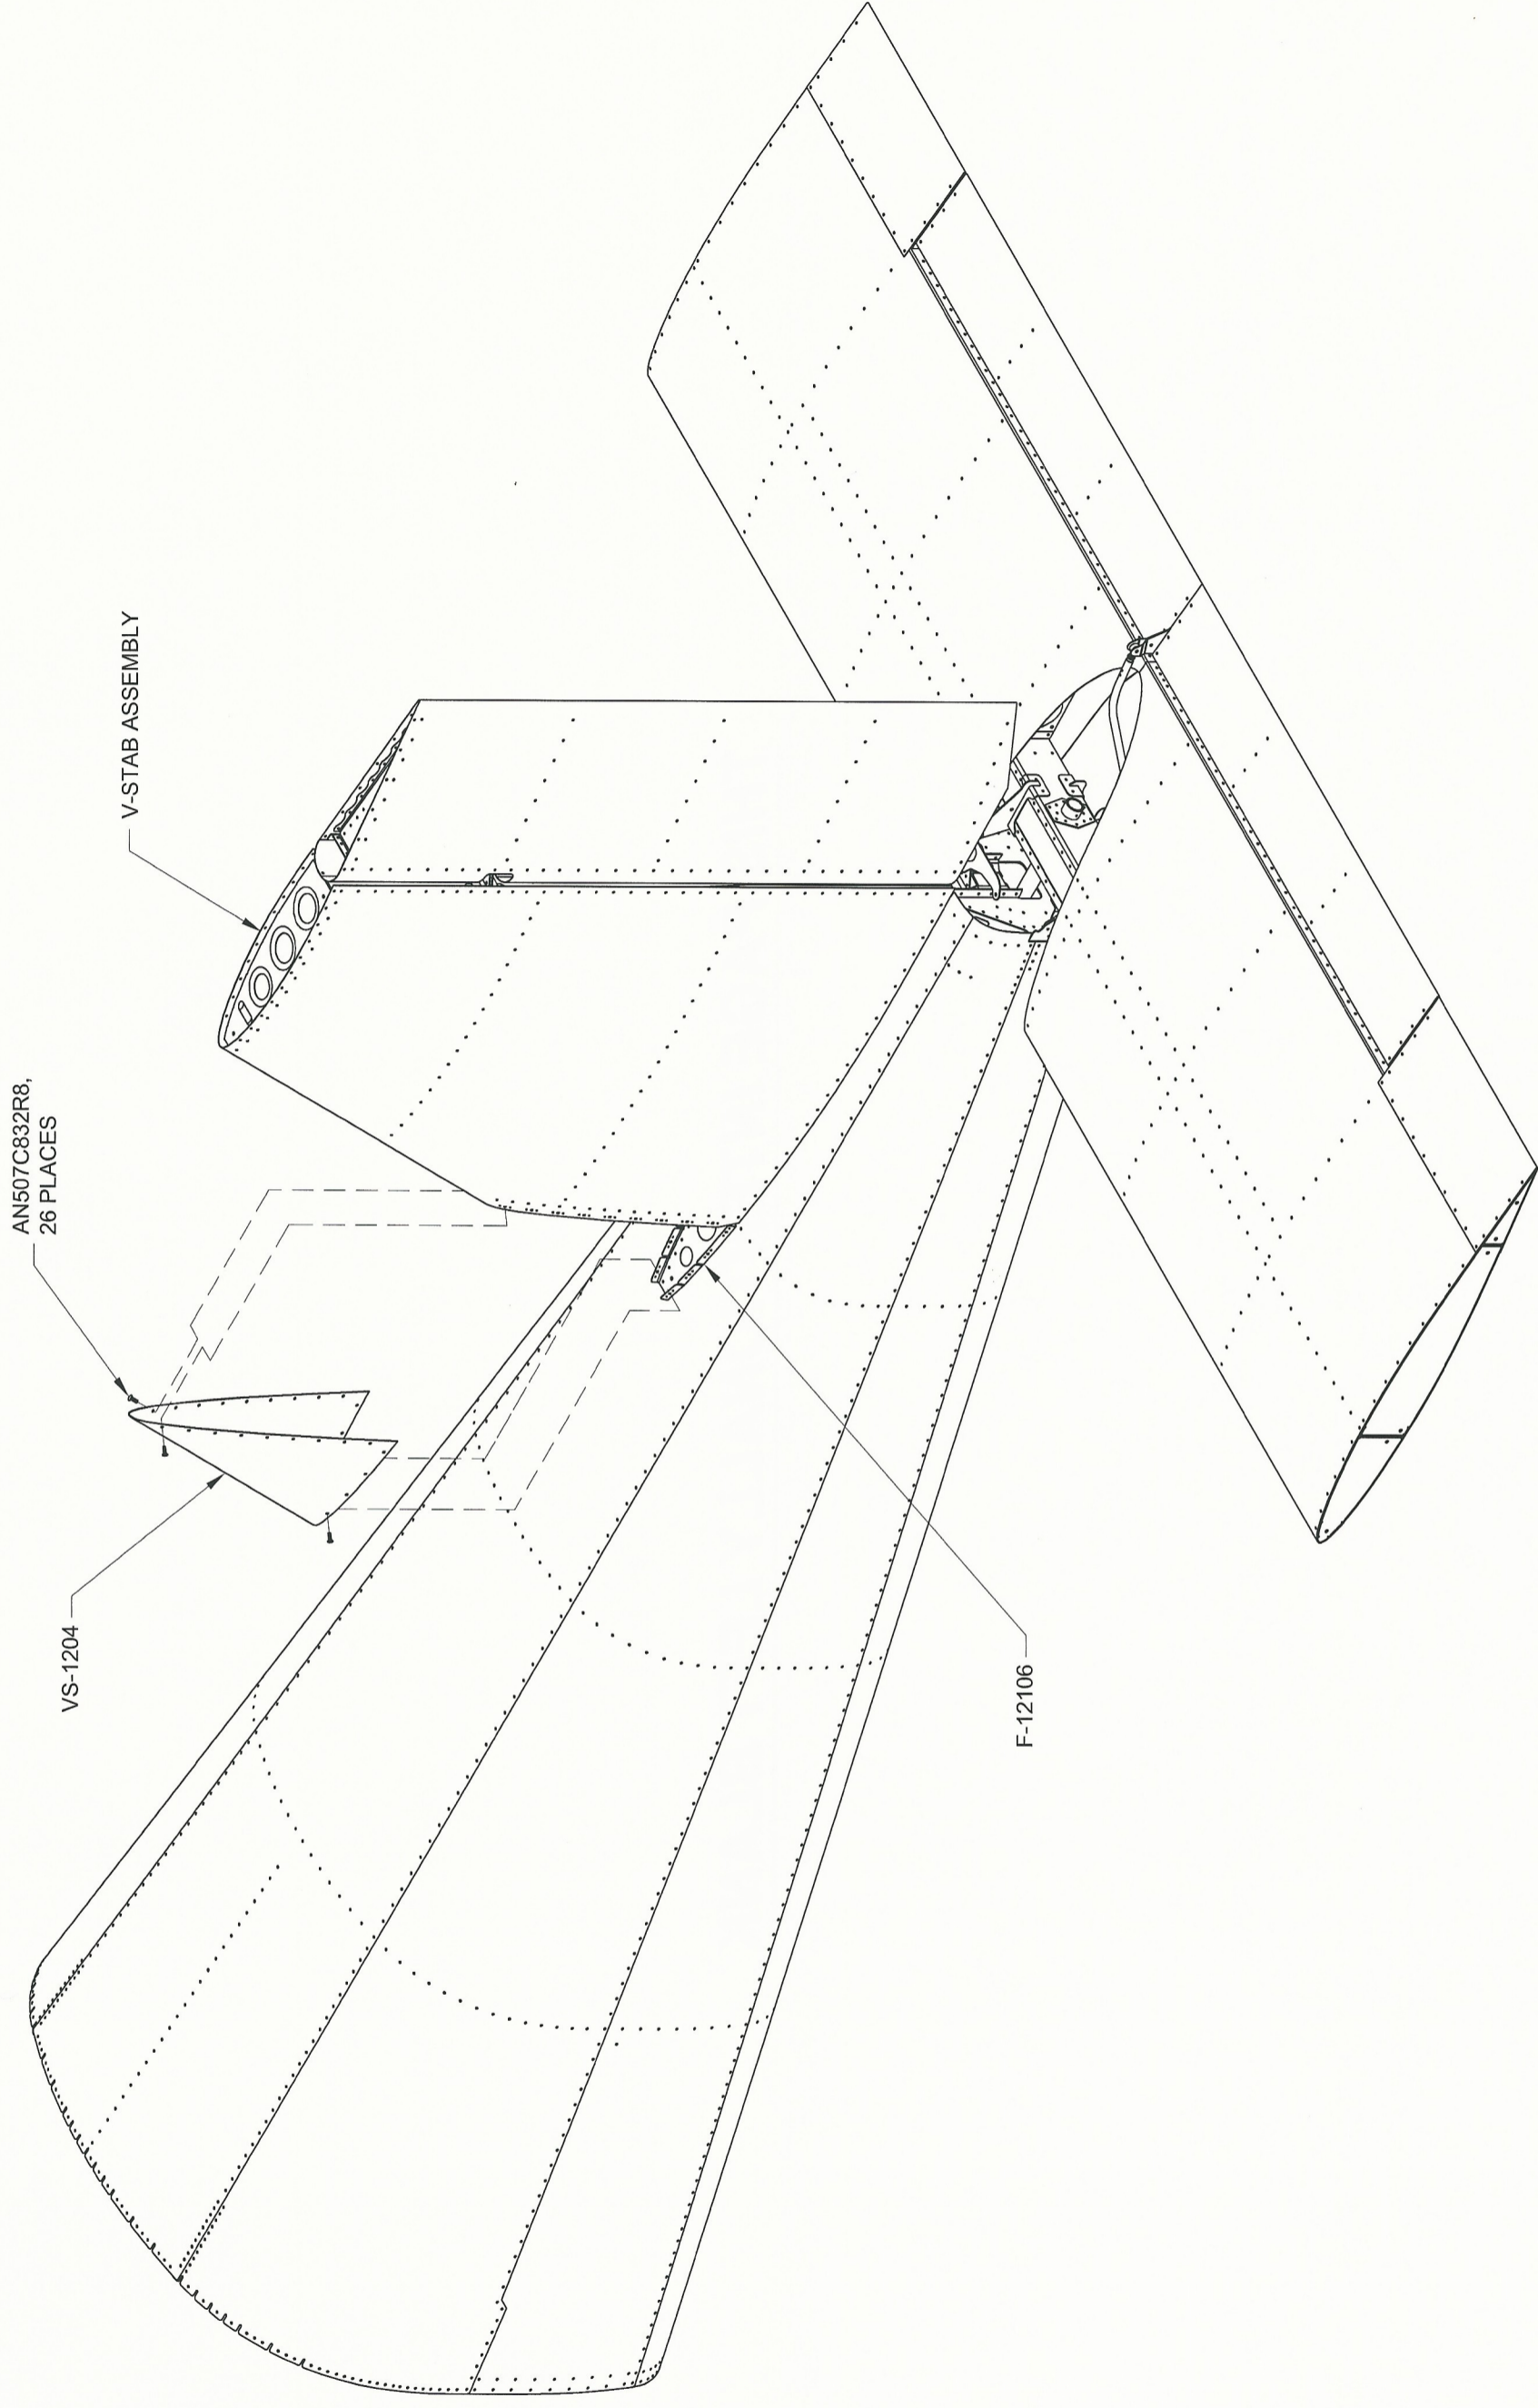 AN507C832R8,
26 PLACES
VS-1204
V-STAB ASSEMBLY
F-12106